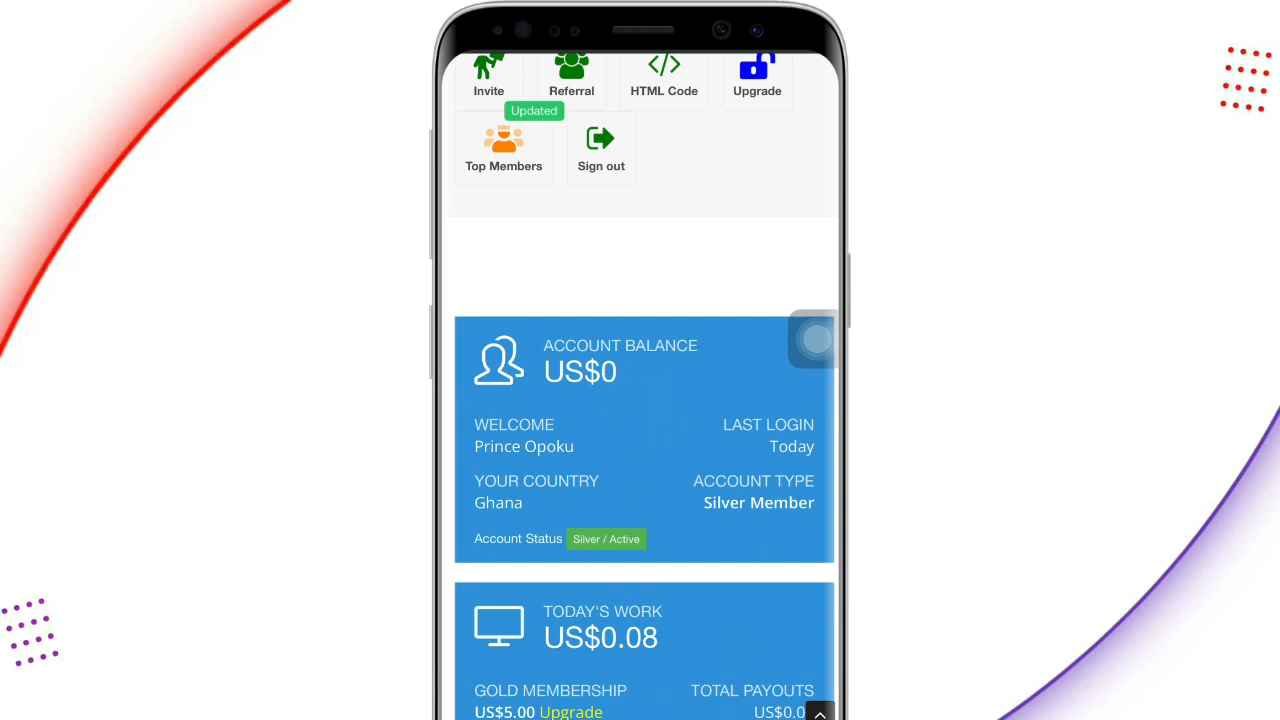 Invite Referral HTML Code Upgrade
Updated
Top Members Sign out
ACCOUNT BALANCE
US$0
WELCOME LAST LOGIN
Prince Opoku Today
YOUR COUNTRY ACCOUNT TYPE
Ghana Silver Member
Account Status Silver / Active
TODAY'S WORK
US$0.08
GOLD MEMBERSHIP TOTAL PAYOUTS
US$5.00 Upgrade